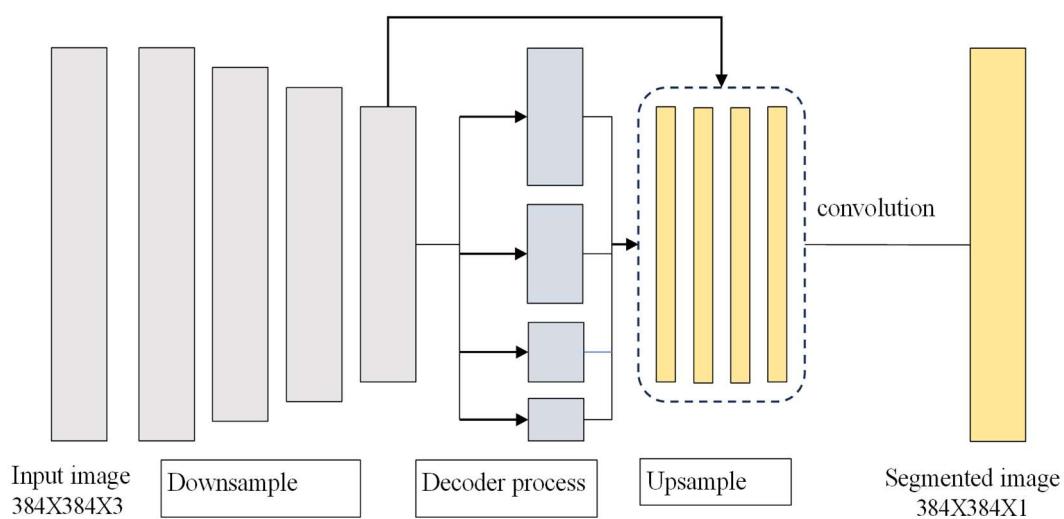 convolution
Input image
384X384X3
Downsample
Decoder process
Upsample
Segmented image
384X384X1